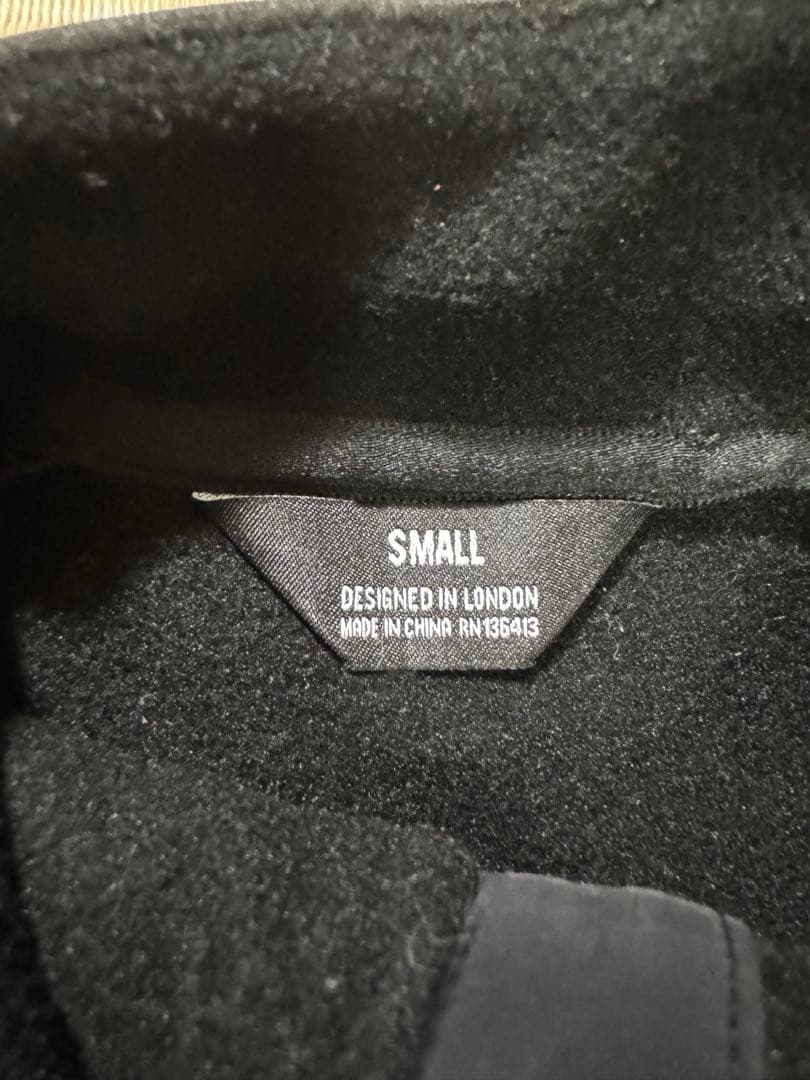 SMALL
DESIGNED IN LONDON
MADE IN CHINA RN136413